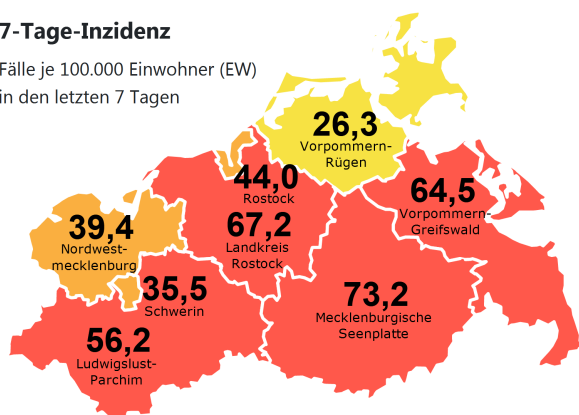 7-Tage-Inzidenz
Fälle je 100.000 Einwohner (EW)
in den letzten 7 Tagen
26,3
Vorpommern-
Rügen
44,0
Rostock
64,5
Vorpommern-
Greifswald
39,4
Nordwest-
mecklenburg
67,2
Landkreis
Rostock
35,5
Schwerin
73,2
Mecklenburgische
Seenplatte
56,2
Ludwigslust-
Parchim